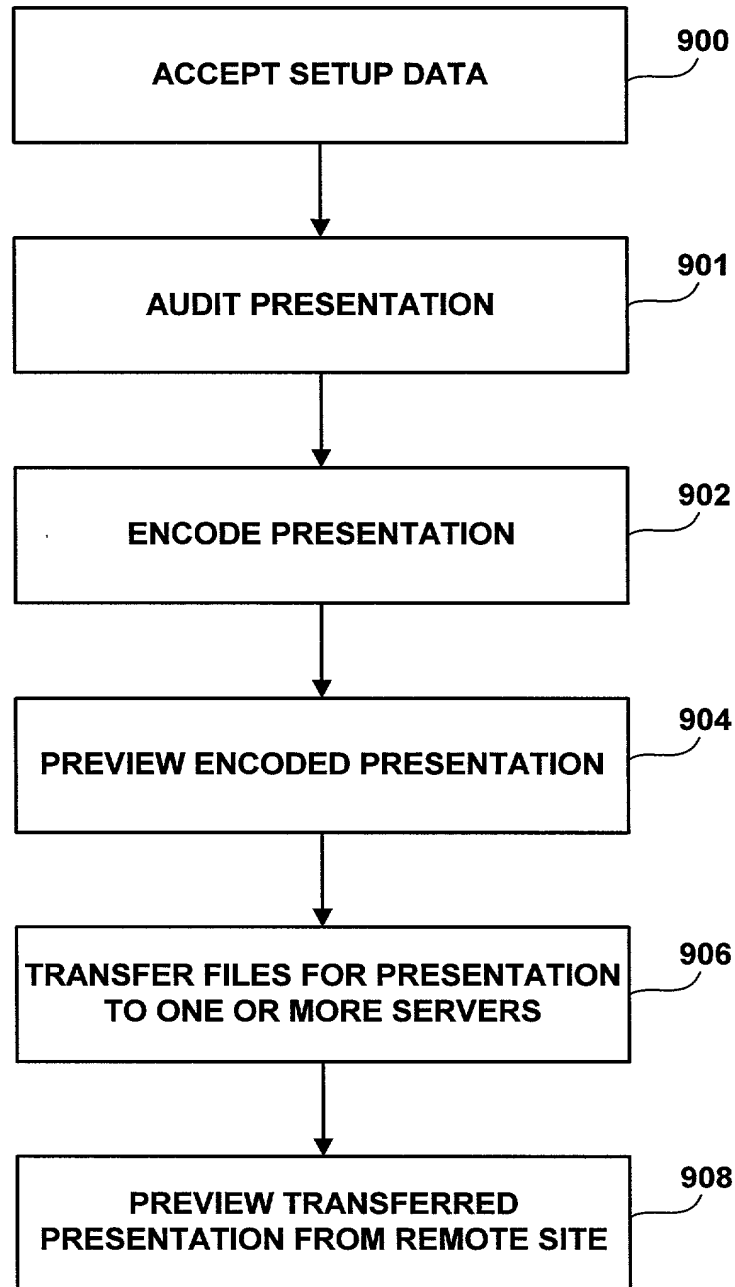 900
ACCEPT SETUP DATA
901
AUDIT PRESENTATION
902
ENCODE PRESENTATION
904
PREVIEW ENCODED PRESENTATION
906
TRANSFER FILES FOR PRESENTATION
TO ONE OR MORE SERVERS
908
PREVIEW TRANSFERRED
PRESENTATION FROM REMOTE SITE